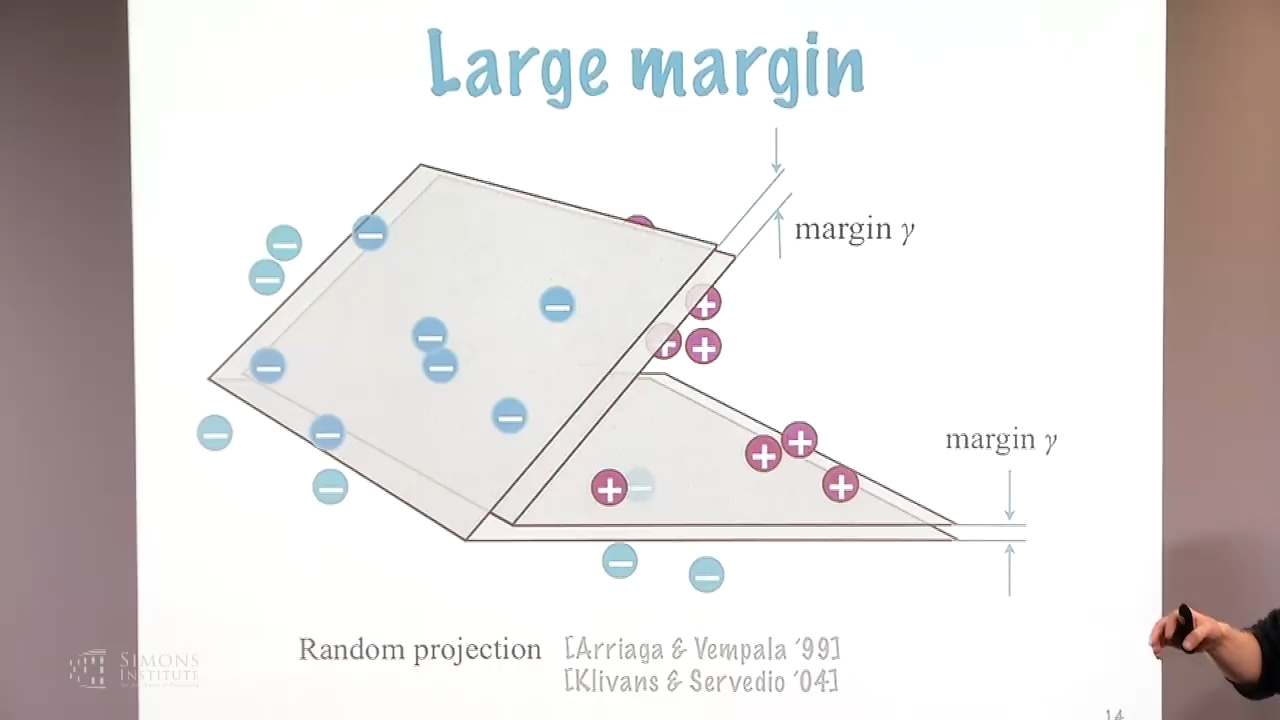 Large margin
margin γ
margin γ
Random projection [Arriaga & Vempala '99]
[Klivans & Servedio '04]
SIMONS
INSTITUTE
14